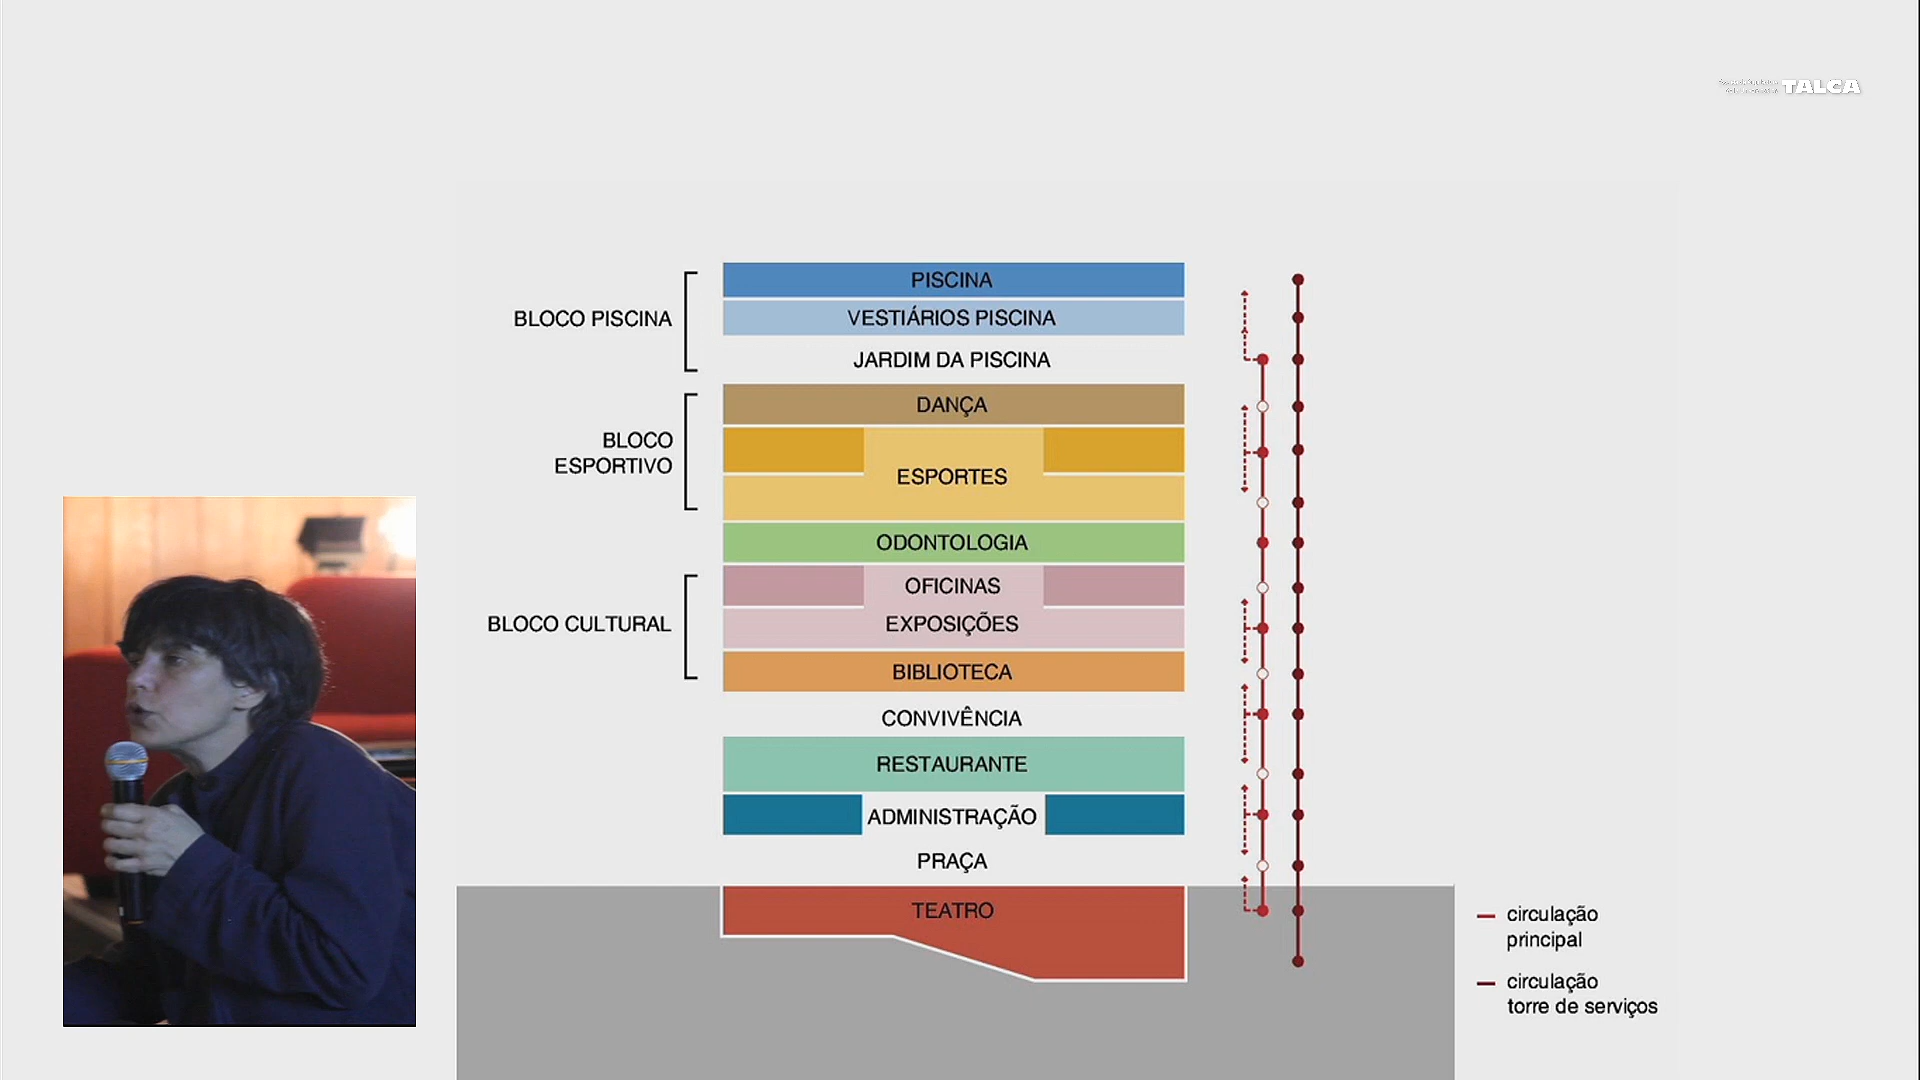 TALCA
PISCINA
BLOCO PISCINA
VESTIÁRIOS PISCINA
JARDIM DA PISCINA
DANÇA
BLOCO
ESPORTIVO
ESPORTES
ODONTOLOGIA
OFICINAS
BLOCO CULTURAL
EXPOSIÇÕES
BIBLIOTECA
CONVIVÊNCIA
RESTAURANTE
ADMINISTRAÇÃO
PRAÇA
TEATRO
circulação
principal
circulação
torre de serviços